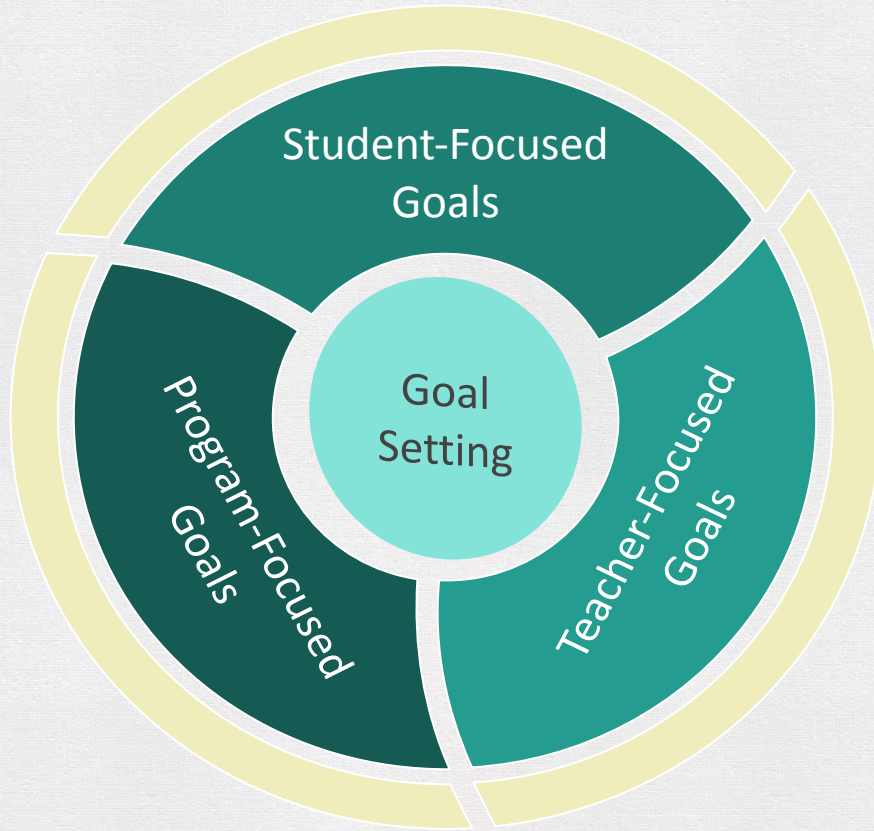 Student-Focused
Goals
Goal
Setting
Program-Focused
Goals
Teacher-Focused
Goals